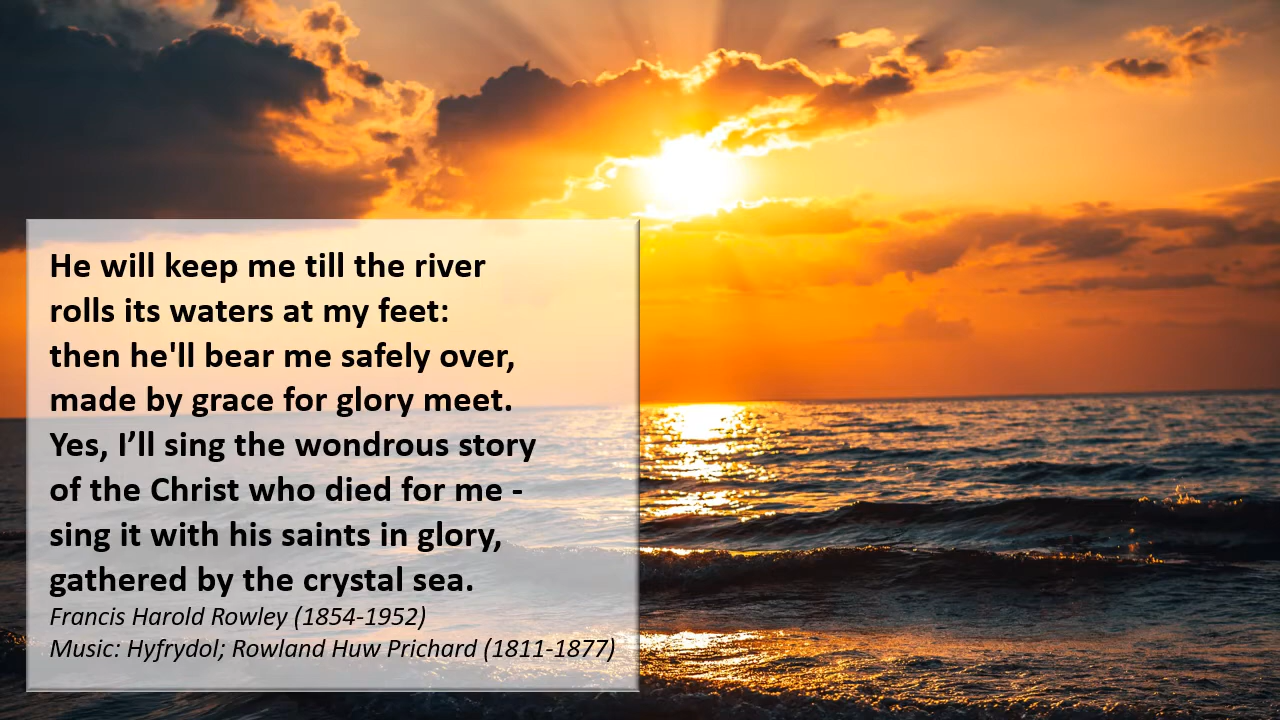 He will keep me till the river
rolls its waters at my feet:
then he'll bear me safely over,
made by grace for glory meet.
Yes, I’ll sing the wondrous story
of the Christ who died for me -
sing it with his saints in glory,
gathered by the crystal sea.
Francis Harold Rowley (1854-1952)
Music: Hyfrydol; Rowland Huw Prichard (1811-1877)